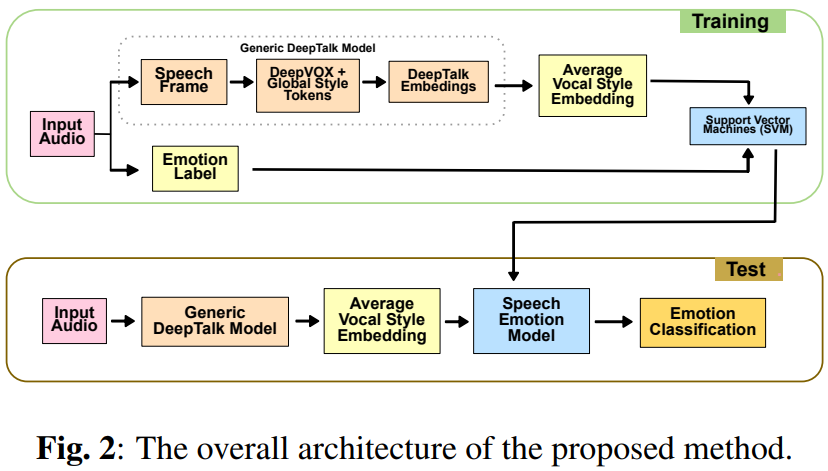 Training
Generic DeepTalk Model
Speech
Frame
DeepVOX +
Global Style
Tokens
DeepTalk
Embedings
Average
Vocal Style
Embedding
Support Vector
Machines (SVM)
Input
Audio
Emotion
Label
Test
Input
Audio
Generic
DeepTalk Model
Average
Vocal Style
Embedding
Speech
Emotion
Model
Emotion
Classification
Fig. 2: The overall architecture of the proposed method.